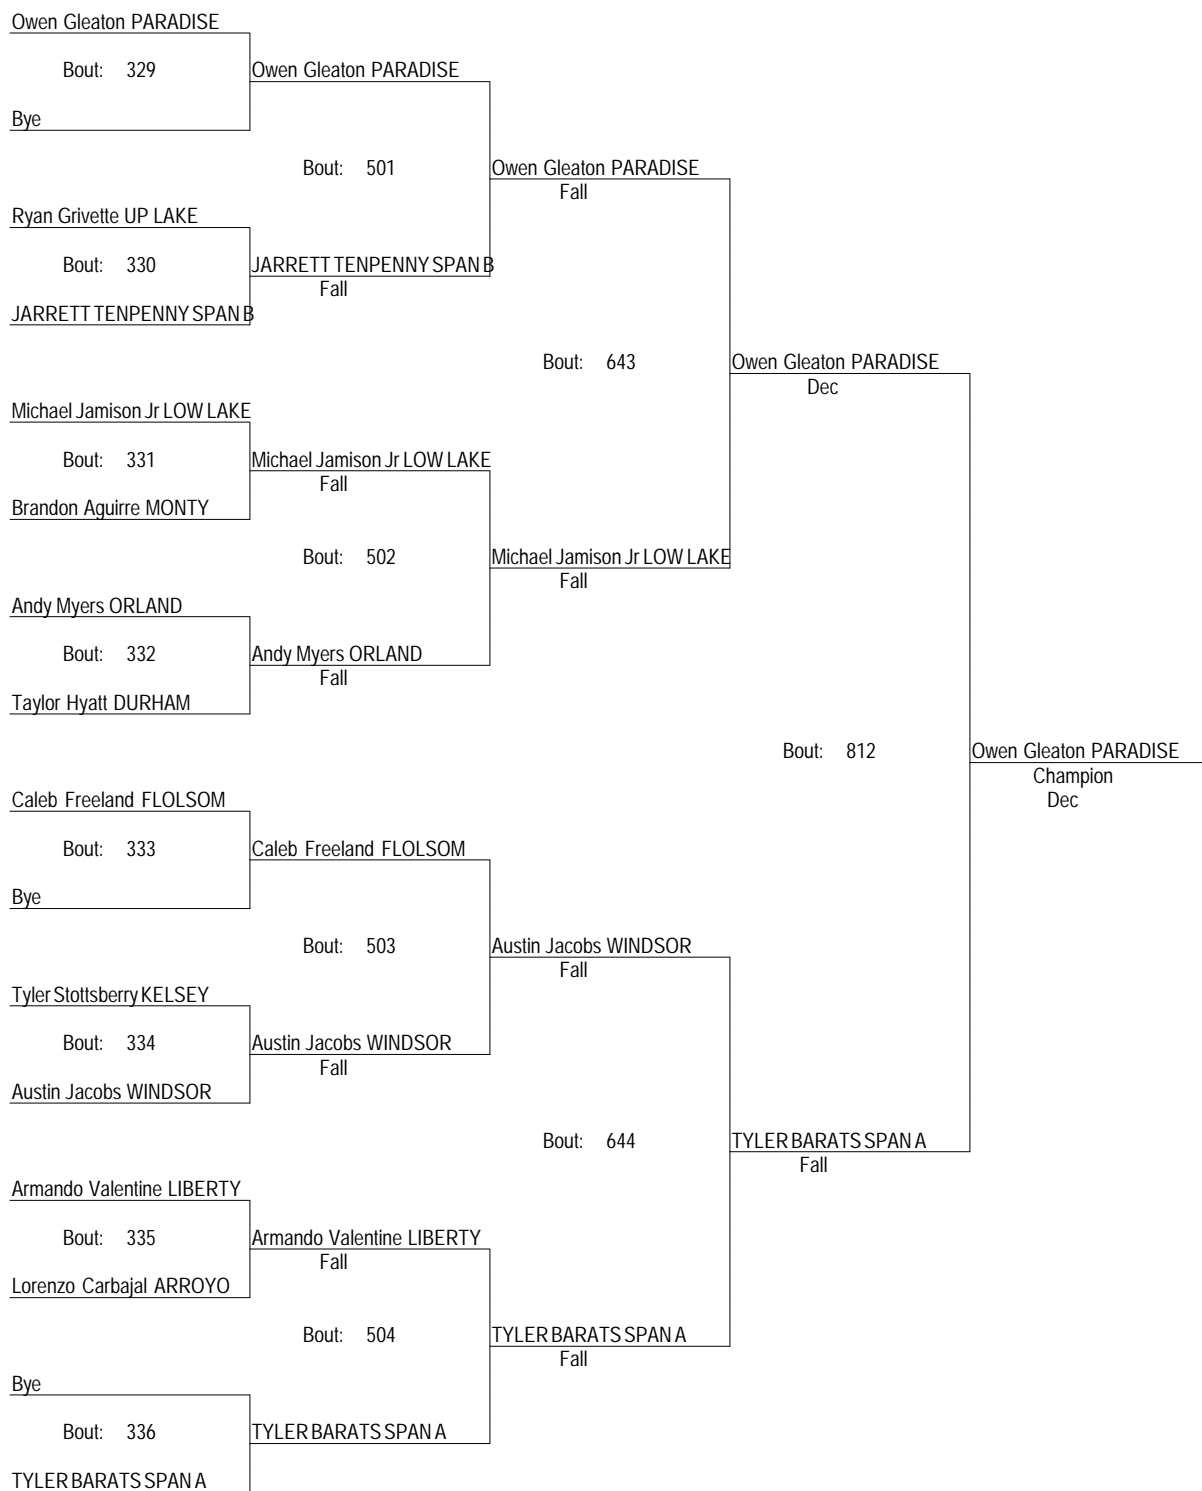 Owen Gleaton PARADISE
Bout: 329 Owen Gleaton PARADISE
Bye
Bout: 501 Owen Gleaton PARADISE
Fall
Ryan Grivette UP LAKE
Bout: 330 JARRETT TENPENNY SPAN B
Fall
JARRETT TENPENNY SPAN B
Bout: 643 Owen Gleaton PARADISE
Dec
Michael Jamison Jr LOW LAKE
Bout: 331 Michael Jamison Jr LOW LAKE
Fall
Brandon Aguirre MONTY
Bout: 502 Michael Jamison Jr LOW LAKE
Fall
Andy Myers ORLAND
Bout: 332 Andy Myers ORLAND
Fall
Taylor Hyatt DURHAM
Bout: 812 Owen Gleaton PARADISE
Champion
Dec
Caleb Freeland FLOLSOM
Bout: 333 Caleb Freeland FLOLSOM
Bye
Bout: 503 Austin Jacobs WINDSOR
Fall
Tyler Stottsberry KELSEY
Bout: 334 Austin Jacobs WINDSOR
Fall
Austin Jacobs WINDSOR
Bout: 644 TYLER BARATS SPAN A
Fall
Armando Valentine LIBERTY
Bout: 335 Armando Valentine LIBERTY
Fall
Lorenzo Carbajal ARROYO
Bout: 504 TYLER BARATS SPAN A
Fall
Bye
Bout: 336 TYLER BARATS SPAN A
TYLER BARATS SPAN A